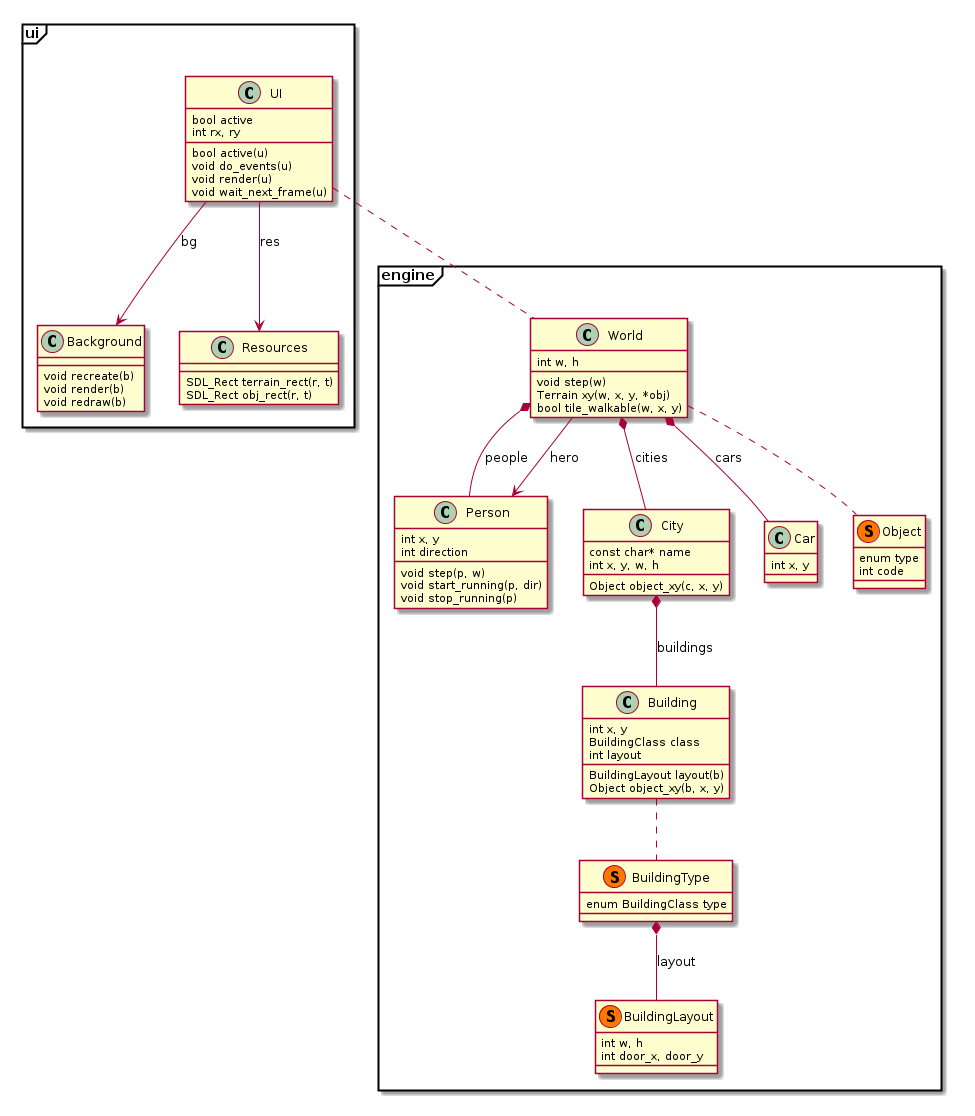 ui
C UI
bool active
int rx, ry
bool active(u)
void do_events(u)
void render(u)
void wait_next_frame(u)
bg
res
C Background
void recreate(b)
void render(b)
void redraw(b)
C Resources
SDL_Rect terrain_rect(r, t)
SDL_Rect obj_rect(r, t)
engine
C World
int w, h
void step(w)
Terrain xy(w, x, y, *obj)
bool tile_walkable(w, x, y)
people
hero
cities
cars
C Person
int x, y
int direction
void step(p, w)
void start_running(p, dir)
void stop_running(p)
C City
const char* name
int x, y, w, h
Object object_xy(c, x, y)
C Car
int x, y
S Object
enum type
int code
buildings
C Building
int x, y
BuildingClass class
int layout
BuildingLayout layout(b)
Object object_xy(b, x, y)
S BuildingType
enum BuildingClass type
layout
S BuildingLayout
int w, h
int door_x, door_y